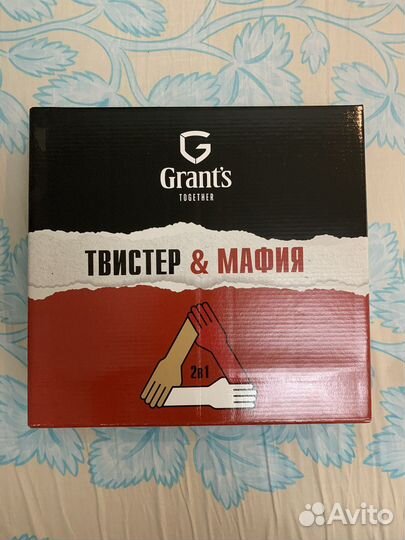 G
Grant's
TOGETHER
ТВИСТЕР & МАФИЯ
2в1
Avito